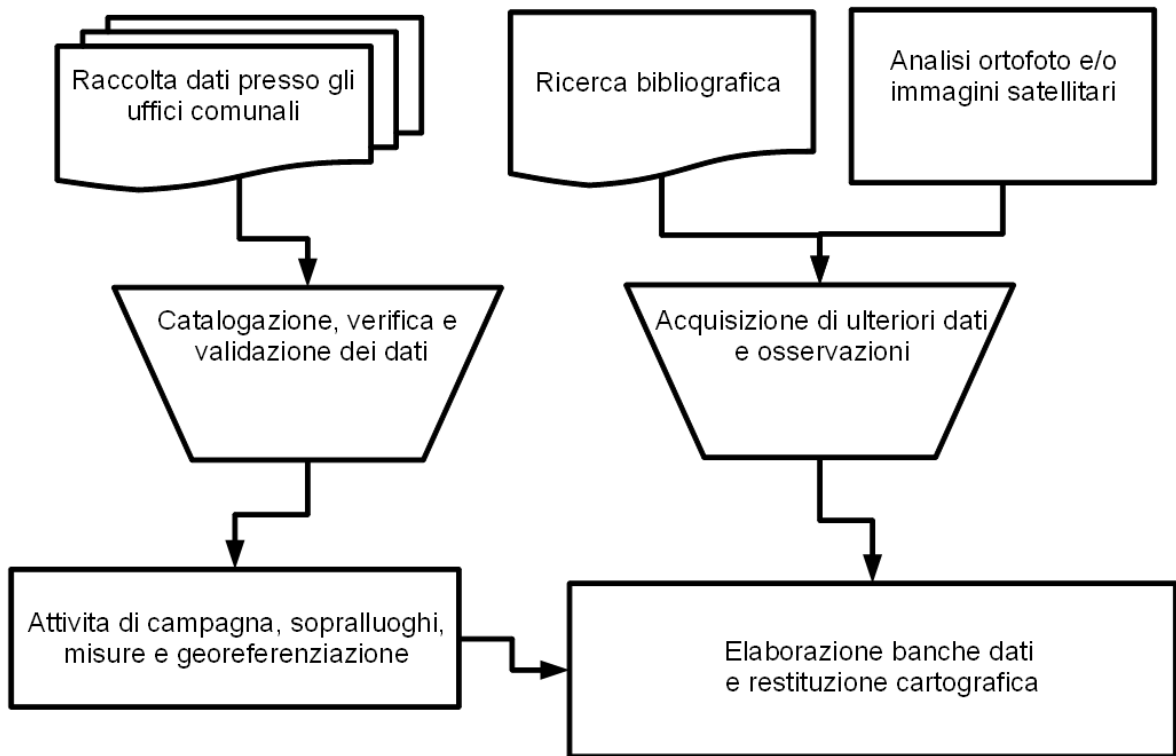 Raccolta dati presso gli
uffici comunali
Ricerca bibliografica
Analisi ortofoto e/o
immagini satellitari
Catalogazione, verifica e
validazione dei dati
Acquisizione di ulteriori dati
e osservazioni
Attivita di campagna, sopralluoghi,
misure e georeferenziazione
Elaborazione banche dati
e restituzione cartografica